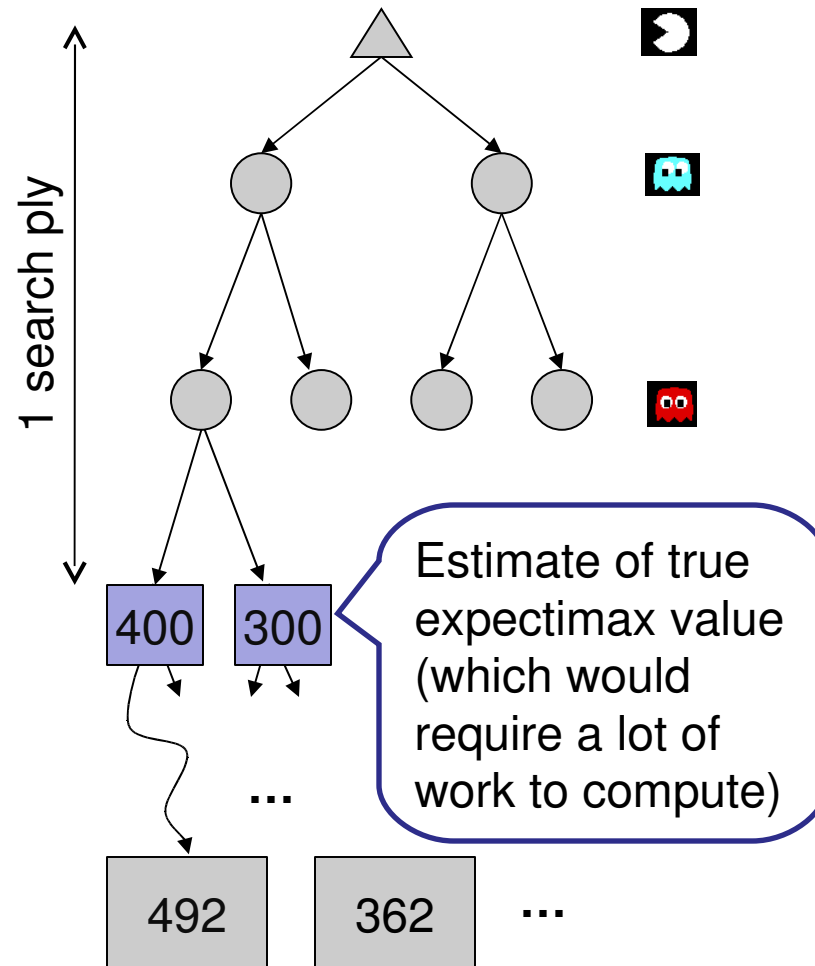 1 search ply
400
300
Estimate of true
expectimax value
(which would
require a lot of
work to compute)
...
492
362
...